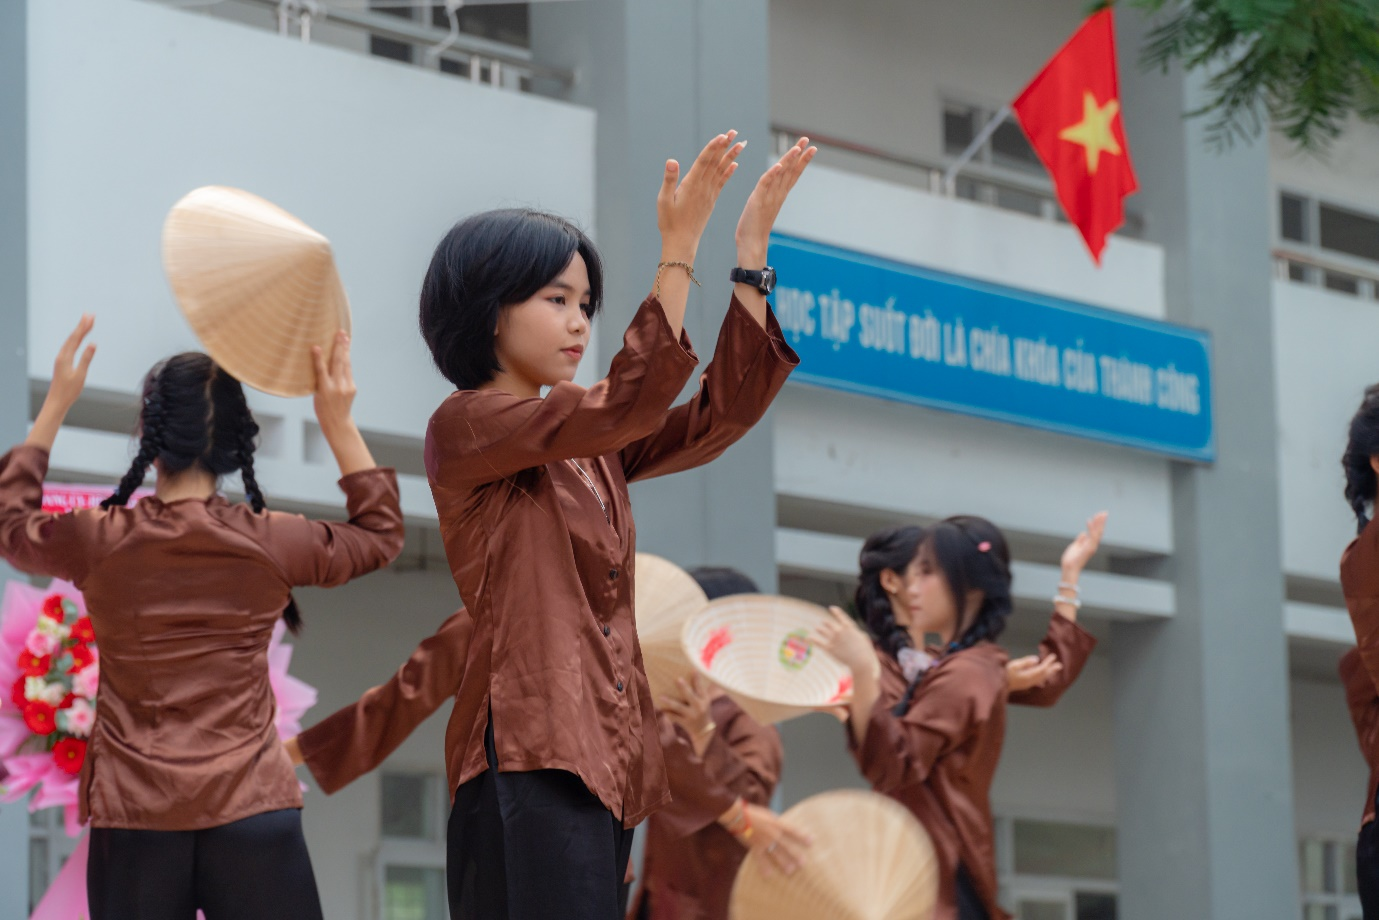 HỌC TẬP SUỐT ĐỜI LÀ CHÌA KHÓA CỦA THÀNH CÔNG